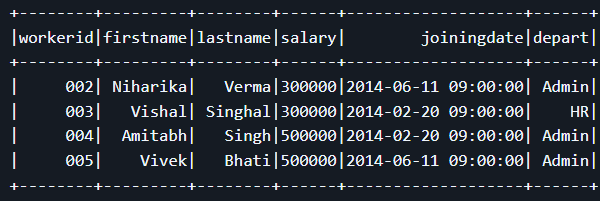 +--------+---------+--------+------+-------------------+------+
|workerid|firstname|lastname|salary|        joiningdate|depart|
+--------+---------+--------+------+-------------------+------+
|     002| Niharika|   Verma|300000|2014-06-11 09:00:00| Admin|
|     003|   Vishal| Singhal|300000|2014-02-20 09:00:00|    HR|
|     004|  Amitabh|   Singh|500000|2014-02-20 09:00:00| Admin|
|     005|    Vivek|   Bhati|500000|2014-06-11 09:00:00| Admin|
+--------+---------+--------+------+-------------------+------+